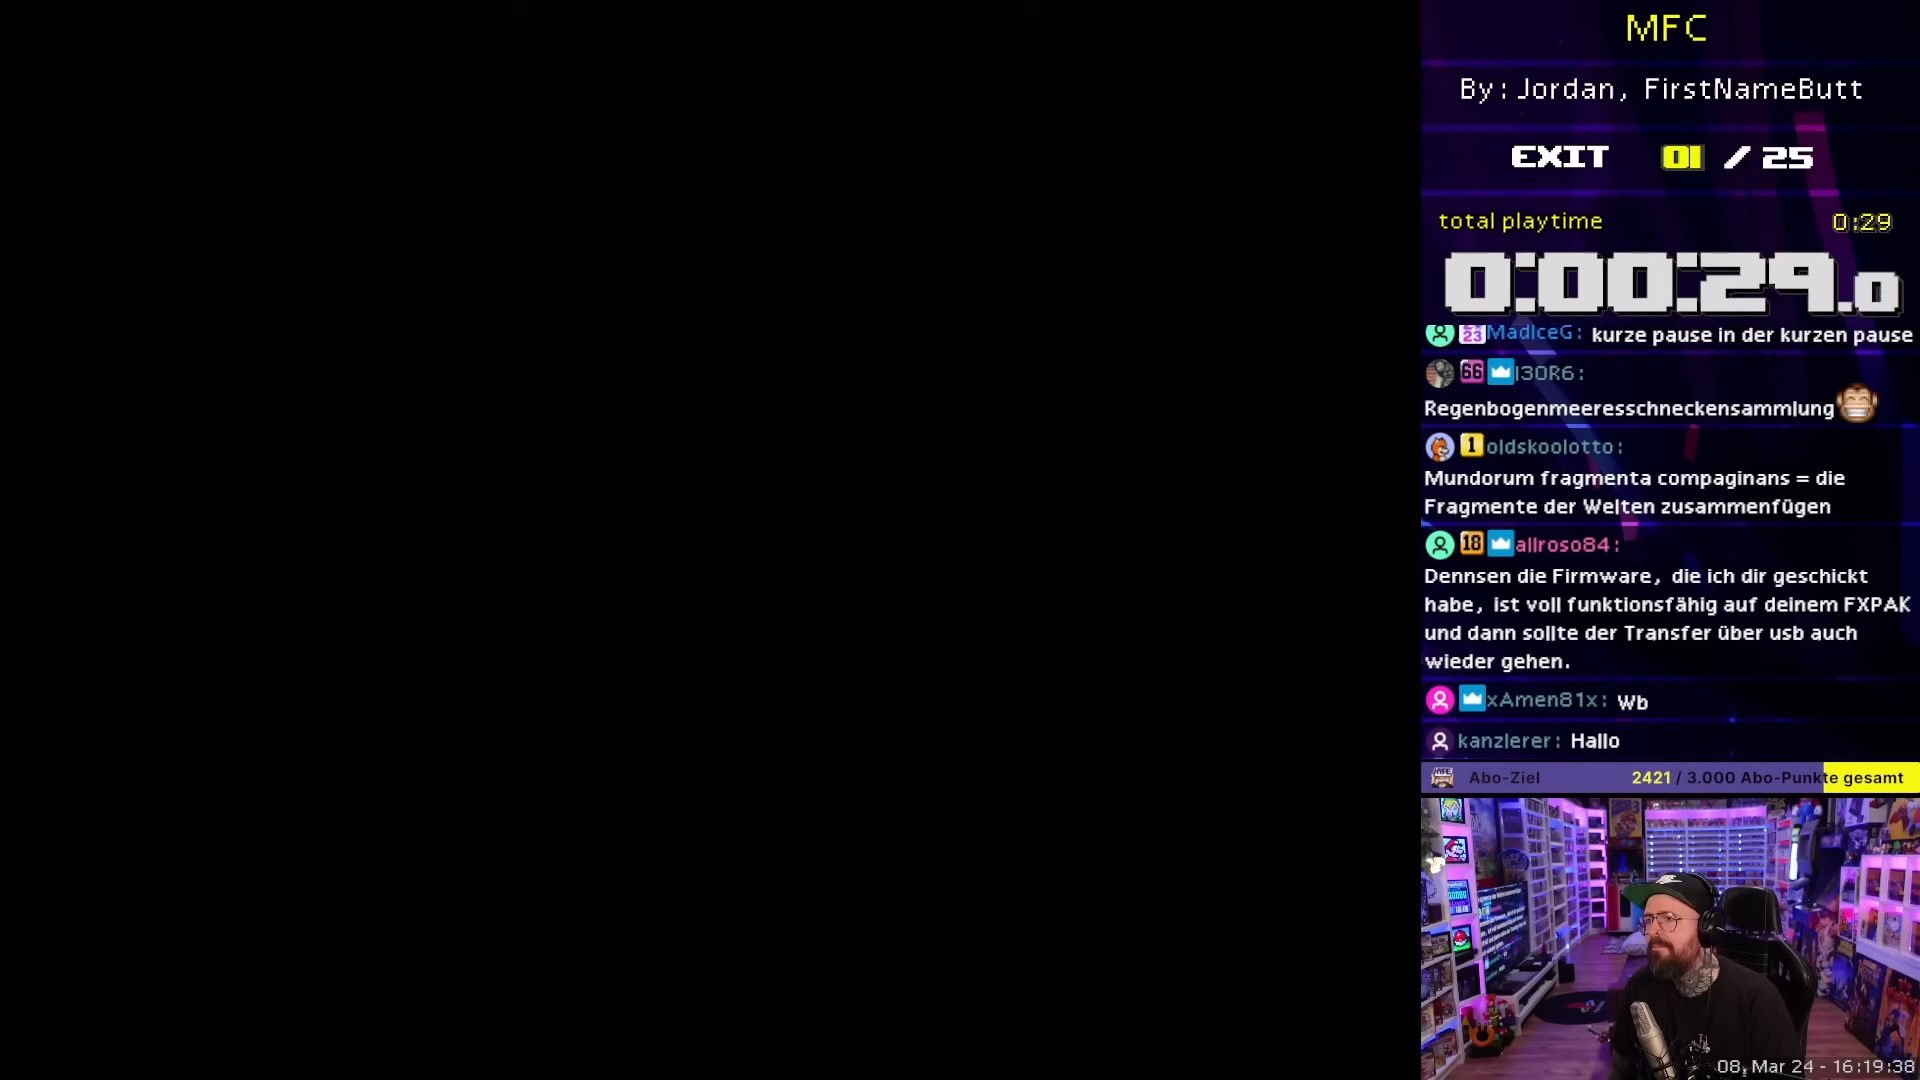 MFC
By: Jordan, FirstNameButt
EXIT 01 / 25
total playtime 0:29
0:00:29.0
23 MadIceG: kurze pause in der kurzen pause
66 l3OR6:
Regenbogenmeeresschneckensammlung
1 oldskoolotto:
Mundorum fragmenta compaginans = die
Fragmente der Welten zusammenfügen
18 allroso84:
Dennsen die Firmware, die ich dir geschickt
habe, ist voll funktionsfähig auf deinem FXPAK
und dann sollte der Transfer über usb auch
wieder gehen.
xAmen81x: Wb
kanzlerer: Hallo
HYPE Abo-Ziel 2421 / 3.000 Abo-Punkte gesamt
08. Mar 24 - 16:19:38